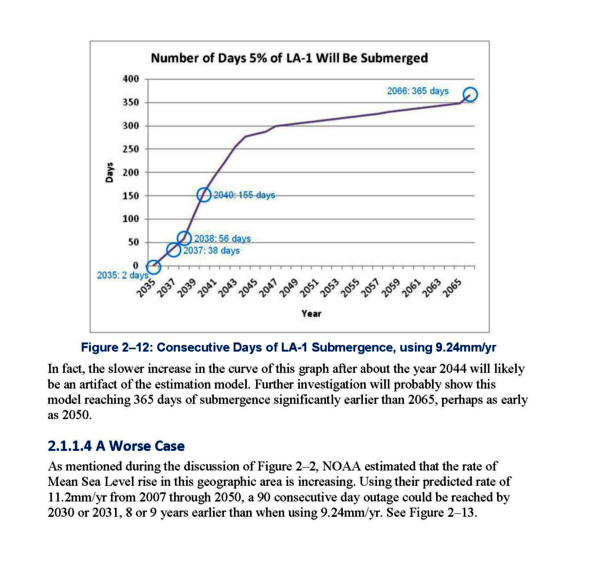 Number of Days 5% of LA-1 Will Be Submerged
400
350
300
250
200
150
100
50
0
Days
2066: 365 days
2040: 155 days
2038: 56 days
2037: 38 days
2035: 2 days
2035
2037
2039
2041
2043
2045
2047
2049
2051
2053
2055
2057
2059
2061
2063
2065
Year
Figure 2–12: Consecutive Days of LA-1 Submergence, using 9.24mm/yr
In fact, the slower increase in the curve of this graph after about the year 2044 will likely
be an artifact of the estimation model. Further investigation will probably show this
model reaching 365 days of submergence significantly earlier than 2065, perhaps as early
as 2050.
2.1.1.4 A Worse Case
As mentioned during the discussion of Figure 2–2, NOAA estimated that the rate of
Mean Sea Level rise in this geographic area is increasing. Using their predicted rate of
11.2mm/yr from 2007 through 2050, a 90 consecutive day outage could be reached by
2030 or 2031, 8 or 9 years earlier than when using 9.24mm/yr. See Figure 2–13.